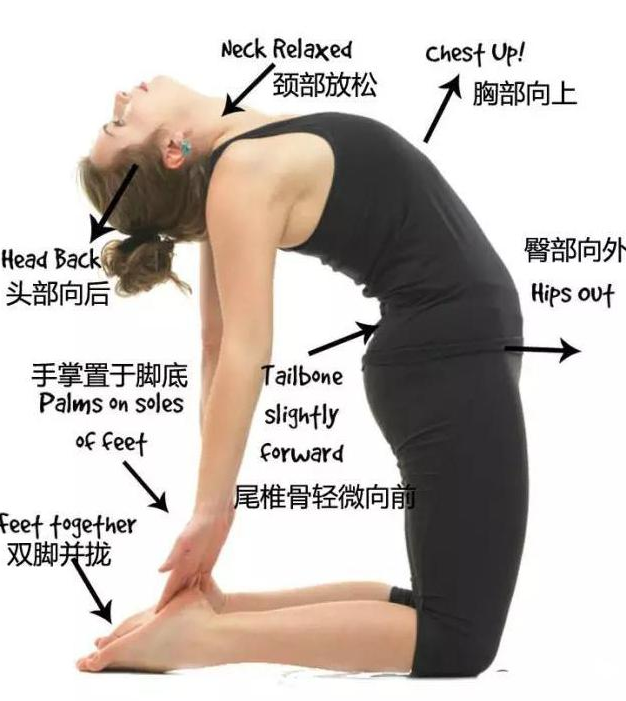 Neck Relaxed
颈部放松
Chest Up!
胸部向上
Head Back
头部向后
臀部向外
Hips out
手掌置于脚底
Palms on soles
of feet
Tailbone
slightly
forward
尾椎骨轻微向前
Feet together
双脚并拢